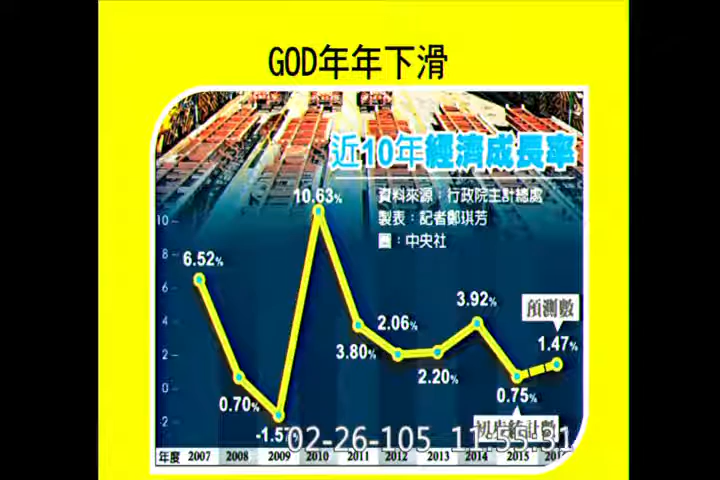 GOD年年下滑
近10年經濟成長率
資料來源：行政院主計總處
製表：記者鄭琪芳
圖：中央社
10.63%
10
8
6.52%
6
預測數
3.92%
4
1.47%
2.06%
3.80%
2
2.20%
0
0.75%
0.70%
-2
-1.57
02-26-105 11:55:51
年度 2007 2008 2009 2010 2011 2012 2013 2014 2015